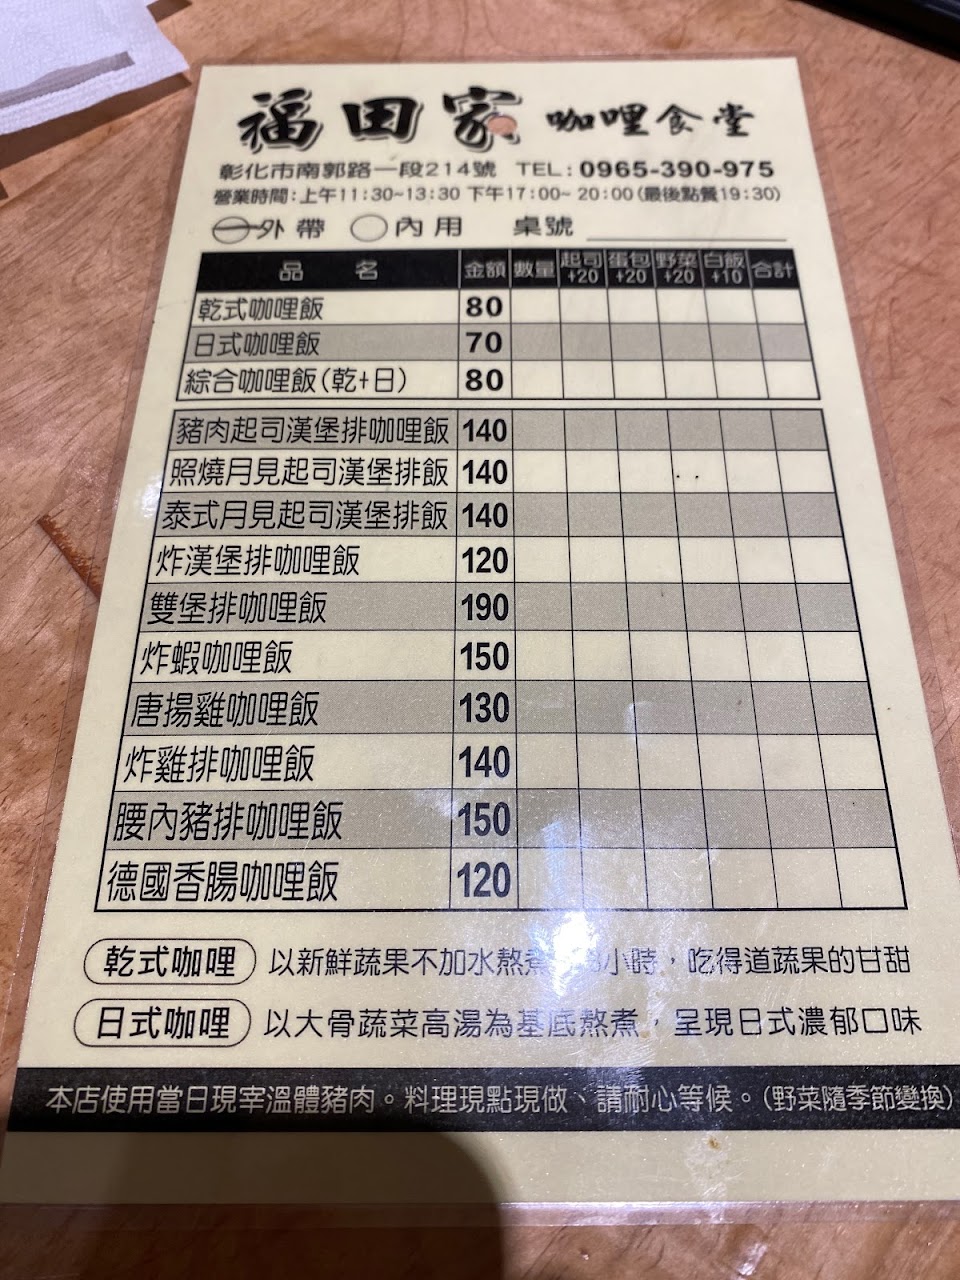 福田家 咖哩食堂
彰化市南郭路一段214號 TEL:0965-390-975
營業時間:上午11:30~13:30 下午17:00~20:00(最後點餐19:30)
外帶 內用 桌號
品名 金額 數量 起司+20 蛋包+20 野菜+20 白飯+10 合計
乾式咖哩飯 80
日式咖哩飯 70
綜合咖哩飯(乾+日) 80
豬肉起司漢堡排咖哩飯 140
照燒月見起司漢堡排飯 140
泰式月見起司漢堡排飯 140
炸漢堡排咖哩飯 120
雙堡排咖哩飯 190
炸蝦咖哩飯 150
唐揚雞咖哩飯 130
炸雞排咖哩飯 140
腰內豬排咖哩飯 150
德國香腸咖哩飯 120
乾式咖哩 以新鮮蔬果不加水熬煮 小時,吃得道蔬果的甘甜
日式咖哩 以大骨蔬菜高湯為基底熬煮,呈現日式濃郁口味
本店使用當日現宰溫體豬肉。料理現點現做、請耐心等候。(野菜隨季節變換)